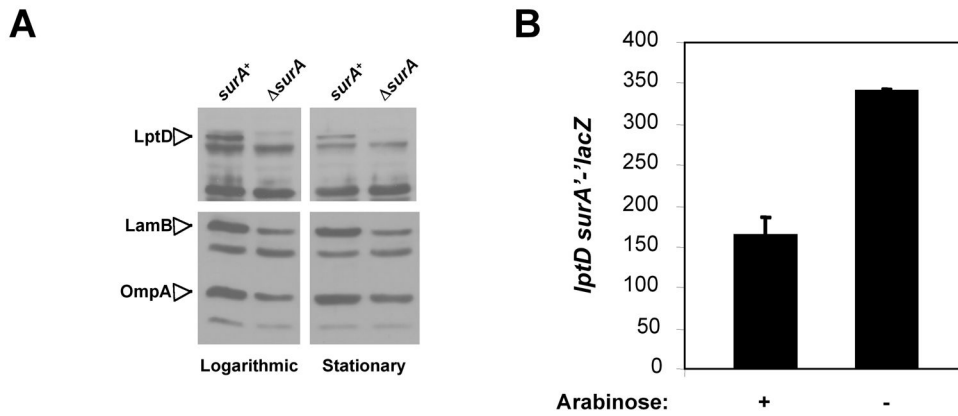 A
surA⁺ ΔsurA surA⁺ ΔsurA
LptD
LamB
OmpA
Logarithmic Stationary
B
lptD surA'-'lacZ
400
350
300
250
200
150
100
50
0
Arabinose: + -